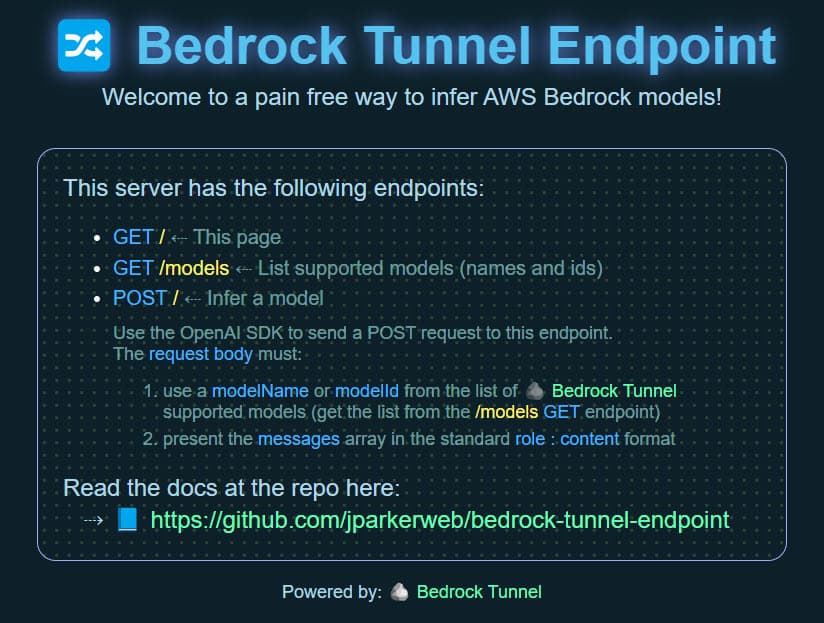 🔀 Bedrock Tunnel Endpoint
Welcome to a pain free way to infer AWS Bedrock models!
This server has the following endpoints:
• GET / ⇠ This page
• GET /models ⇠ List supported models (names and ids)
• POST / ⇠ Infer a model
Use the OpenAI SDK to send a POST request to this endpoint.
The request body must:
1. use a modelName or modelId from the list of 🪨 Bedrock Tunnel
supported models (get the list from the /models GET endpoint)
2. present the messages array in the standard role : content format
Read the docs at the repo here:
⇢ 📘 https://github.com/jparkerweb/bedrock-tunnel-endpoint
Powered by: 🪨 Bedrock Tunnel